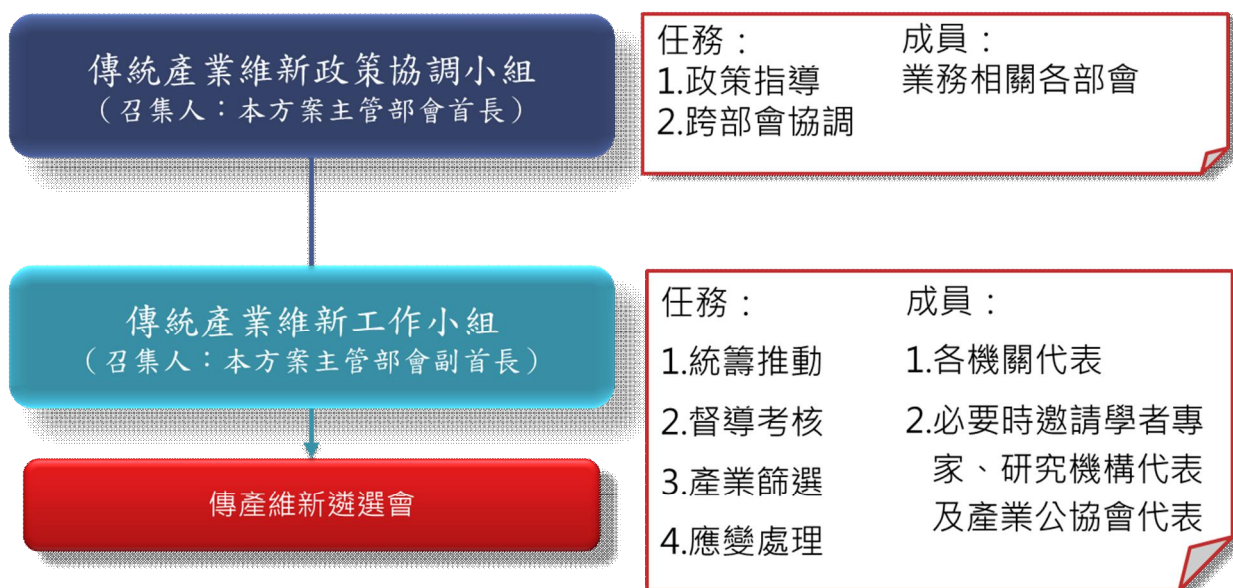 傳統產業維新政策協調小組
（召集人：本方案主管部會首長）
任務：
1.政策指導
2.跨部會協調
成員：
業務相關各部會
傳統產業維新工作小組
（召集人：本方案主管部會副首長）
任務：
1.統籌推動
2.督導考核
3.產業篩選
4.應變處理
成員：
1.各機關代表
2.必要時邀請學者專
家、研究機構代表
及產業公協會代表
傳產維新遴選會